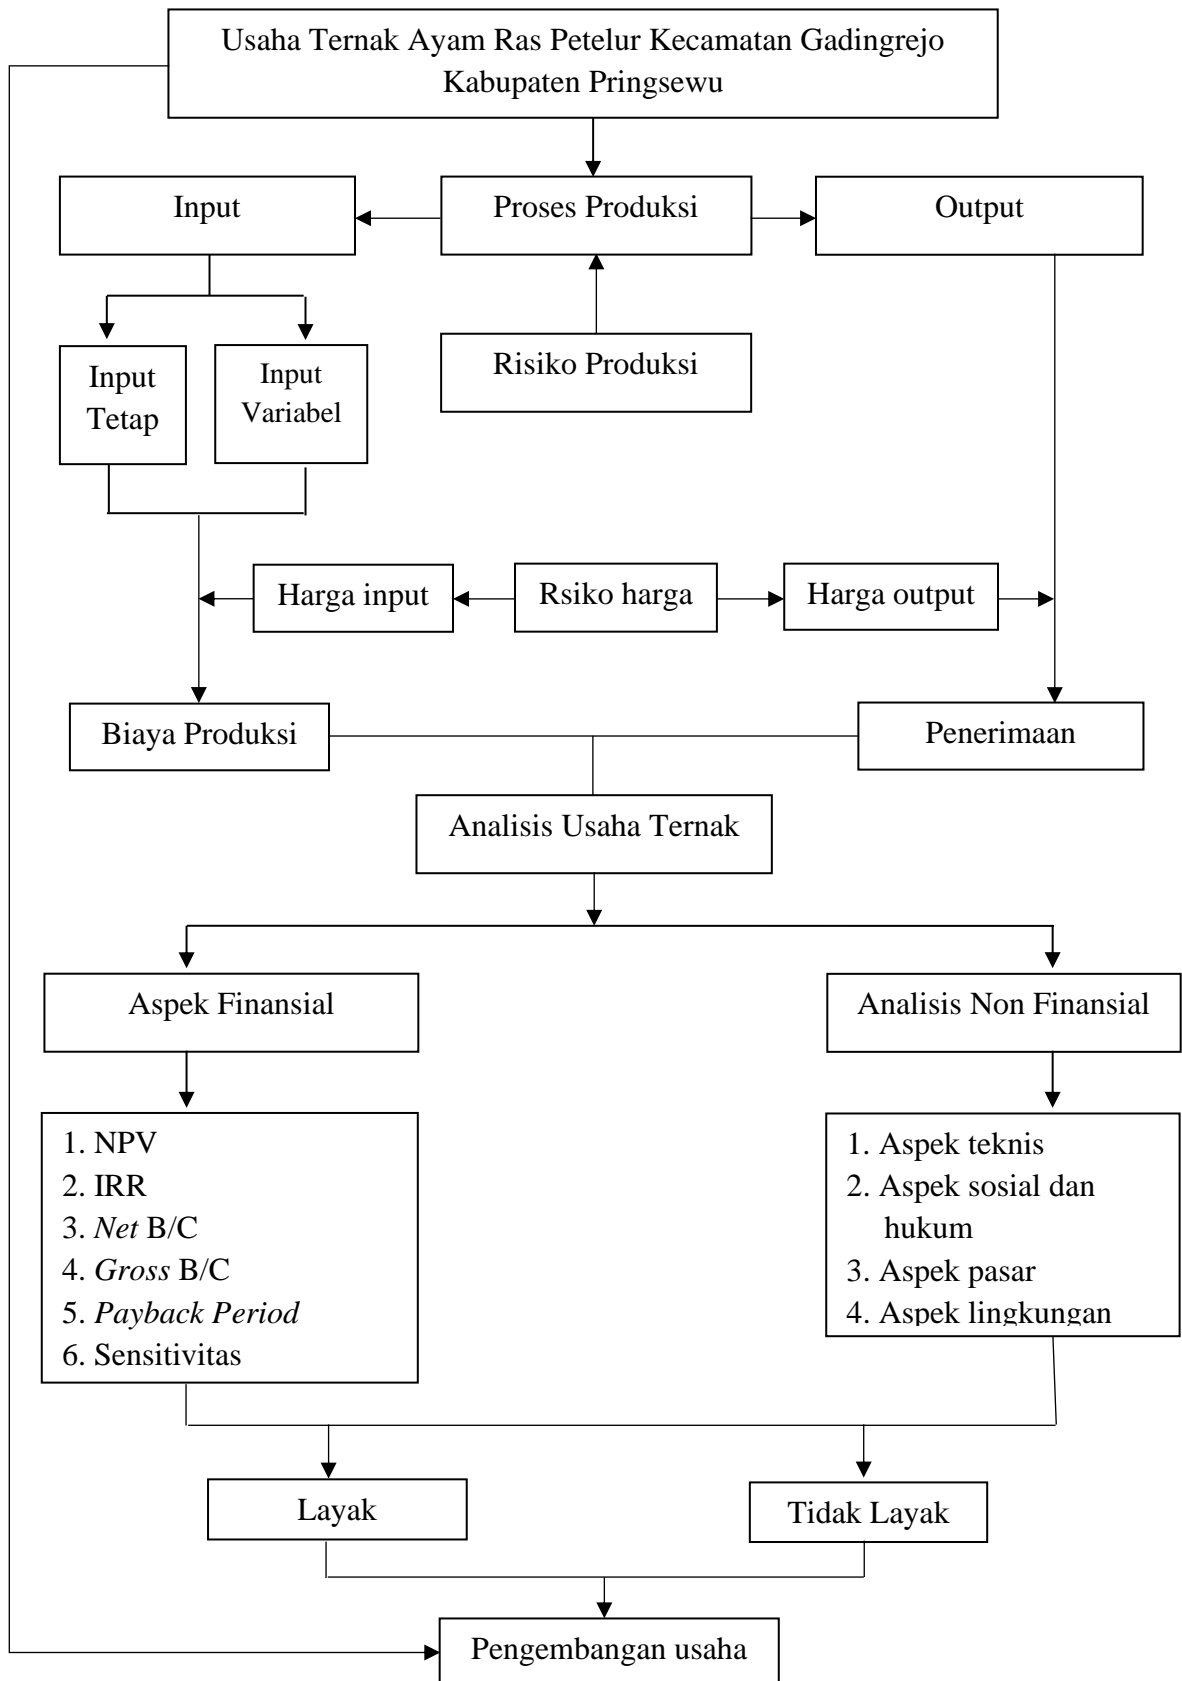 Usaha Ternak Ayam Ras Petelur Kecamatan Gadingrejo
Kabupaten Pringsewu
Input
Proses Produksi
Output
Input
Tetap
Input
Variabel
Risiko Produksi
Harga input
Rsiko harga
Harga output
Biaya Produksi
Penerimaan
Analisis Usaha Ternak
Aspek Finansial
Analisis Non Finansial
1. NPV
2. IRR
3. Net B/C
4. Gross B/C
5. Payback Period
6. Sensitivitas
1. Aspek teknis
2. Aspek sosial dan
hukum
3. Aspek pasar
4. Aspek lingkungan
Layak
Tidak Layak
Pengembangan usaha